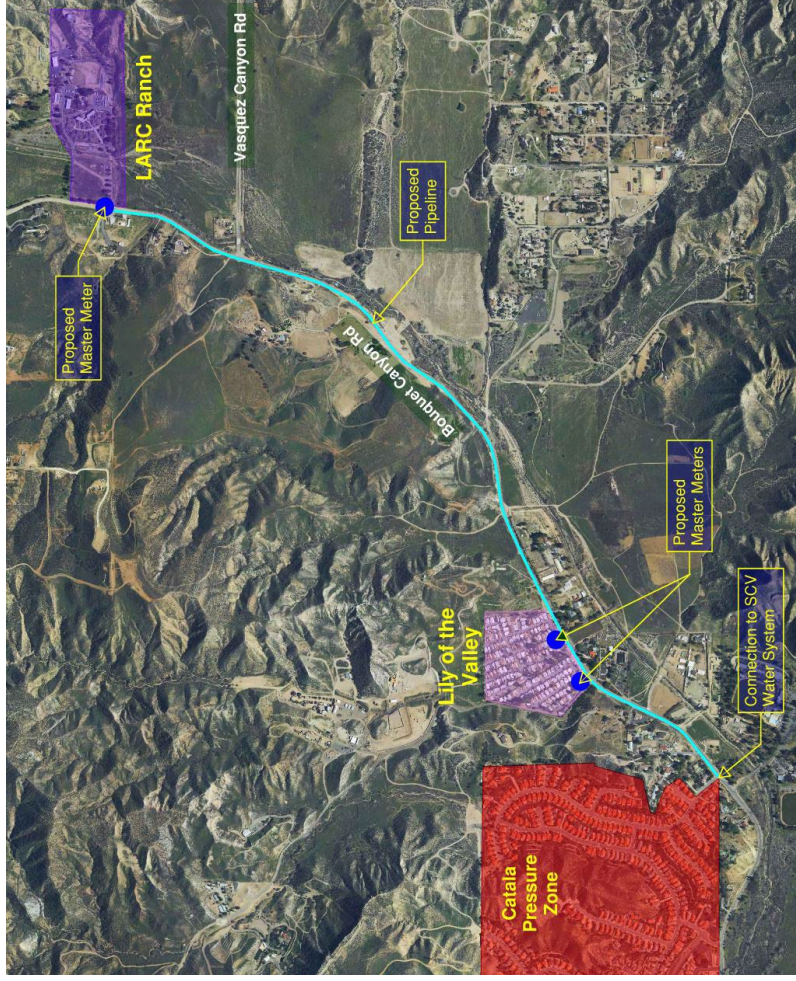 LARC Ranch
Vasquez Canyon Rd
Proposed
Master Meter
Proposed
Pipeline
Bouquet Canyon Rd
Proposed
Master Meters
Lily of the
Valley
Connection to SCV
Water System
Catala
Pressure
Zone